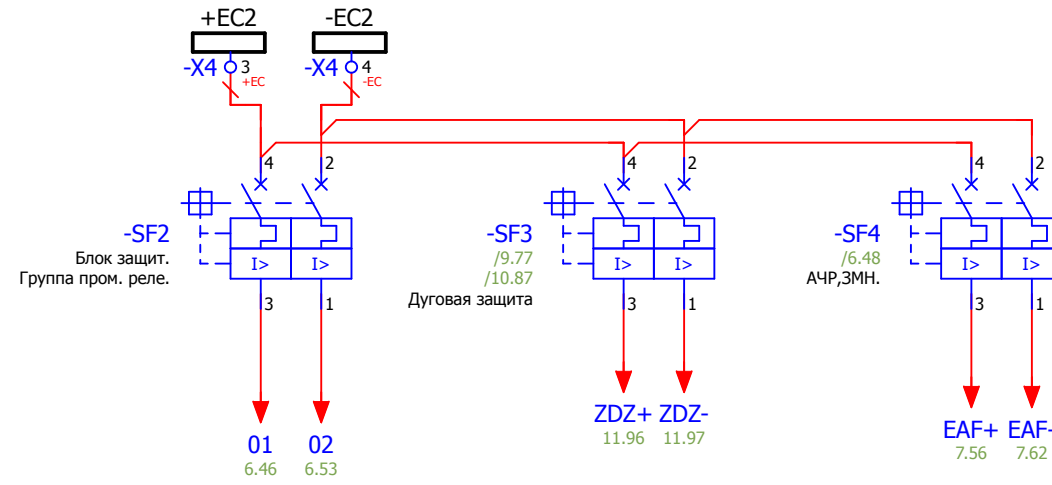 +EC2 -EC2
-X4 3 -X4 4
+EC -EC
4 2 4 2 4 2
-SF2 -SF3 -SF4
Блок защит. /9.77 /6.48
Группа пром. реле. /10.87 АЧР,ЗМН.
Дуговая защита
I> I> I> I> I> I>
3 1 3 1 3 1
ZDZ+ ZDZ-
11.96 11.97
01 02
6.46 6.53
EAF+ EAF-
7.56 7.62